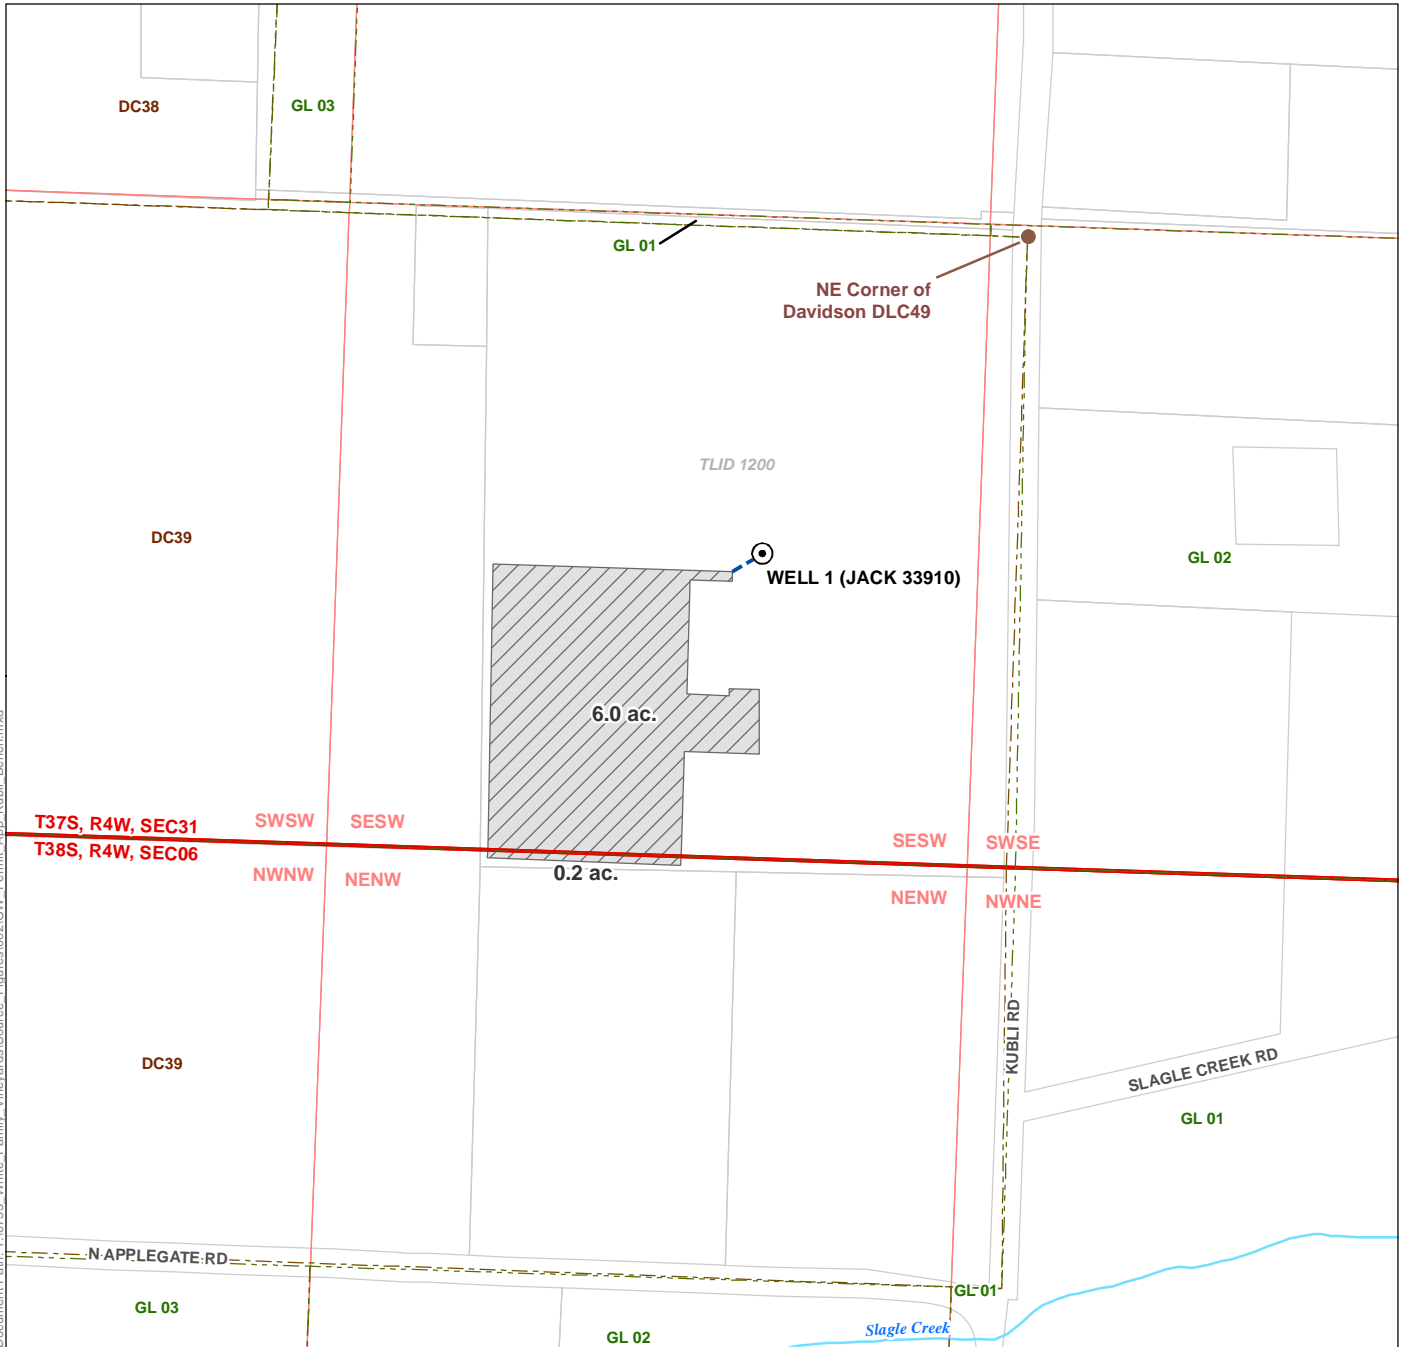 DC38
GL 03
GL 01
NE Corner of
Davidson DLC49
TLID 1200
DC39
GL 02
WELL 1 (JACK 33910)
6.0 ac.
T37S, R4W, SEC31
SWSW
SESW
SESW
SWSE
T38S, R4W, SEC06
NWNW
NENW
0.2 ac.
NENW
NWNE
KUBLI RD
SLAGLE CREEK RD
DC39
GL 01
N APPLEGATE RD
GL 01
GL 03
GL 02
Slagle Creek